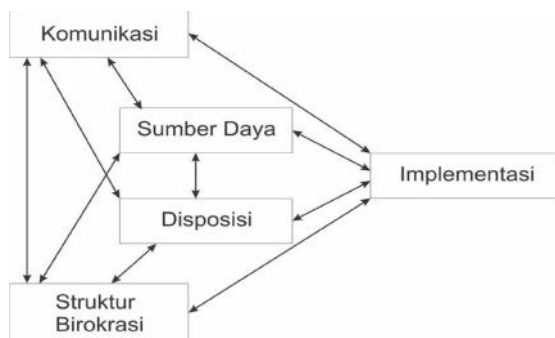 Komunikasi
Sumber Daya
Implementasi
Disposisi
Struktur
Birokrasi